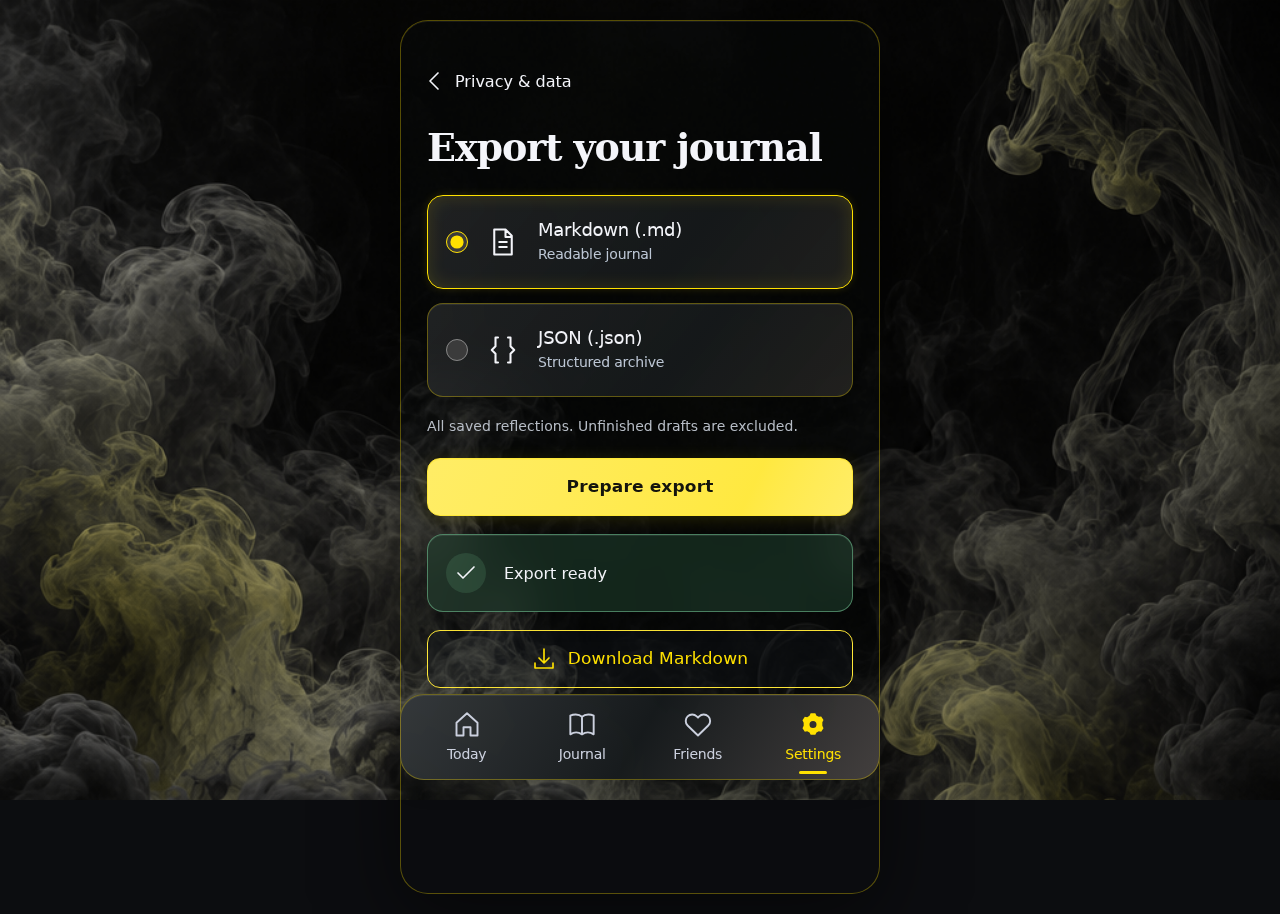 Privacy & data
Export your journal
Markdown (.md)
Readable journal
JSON (.json)
Structured archive
All saved reflections. Unfinished drafts are excluded.
Prepare export
Export ready
Download Markdown
Today
Journal
Friends
Settings